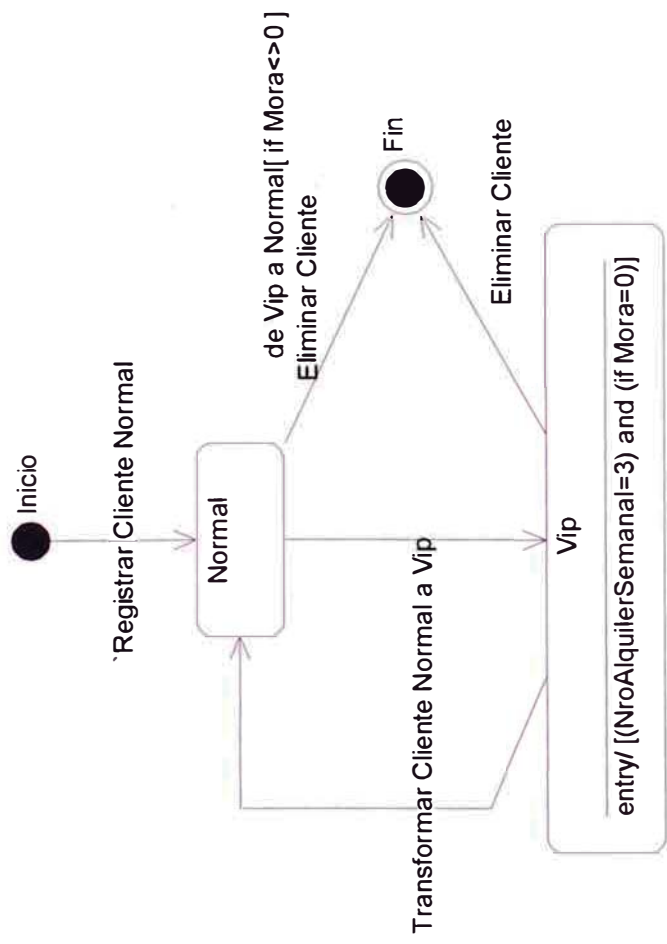 Inicio
`Registrar Cliente Normal
Normal
de Vip a Normal[ if Mora<>0 ]
Eliminar Cliente
Fin
Transformar Cliente Normal a Vip
Eliminar Cliente
Vip
entry/ [(NroAlquilerSemanal=3) and (if Mora=0)]